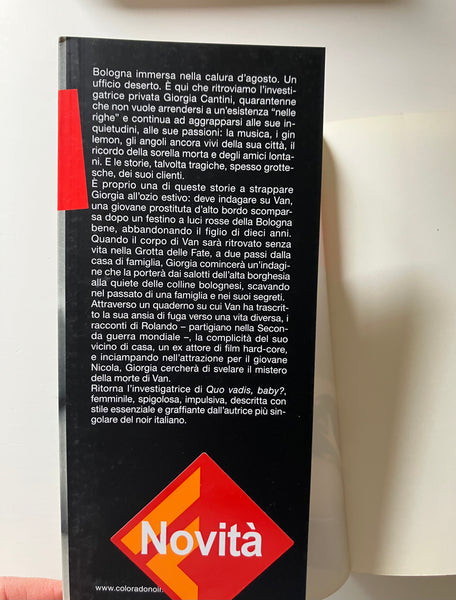 Bologna immersa nella calura d'agosto. Un
ufficio deserto. È qui che ritroviamo l'investi-
gatrice privata Giorgia Cantini, quarantenne
che non vuole arrendersi a un'esistenza "nelle
righe" e continua ad aggrapparsi alle sue in-
quietudini, alle sue passioni: la musica, i gin
lemon, gli angoli ancora vivi della sua città, il
ricordo della sorella morta e degli amici lonta-
ni. E le storie, talvolta tragiche, spesso grotte-
sche, dei suoi clienti.
È proprio una di queste storie a strappare
Giorgia all'ozio estivo: deve indagare su Van,
una giovane prostituta d'alto bordo scompar-
sa dopo un festino a luci rosse della Bologna
bene, abbandonando il figlio di dieci anni.
Quando il corpo di Van sarà ritrovato senza
vita nella Grotta delle Fate, a due passi dalla
casa di famiglia, Giorgia comincerà un'indagi-
ne che la porterà dai salotti dell'alta borghesia
alla quiete delle colline bolognesi, scavando
nel passato di una famiglia e nei suoi segreti.
Attraverso un quaderno su cui Van ha trascrit-
to la sua ansia di fuga verso una vita diversa, i
racconti di Rolando – partigiano nella Secon-
da guerra mondiale –, la complicità del suo
vicino di casa, un ex attore di film hard-core,
e inciampando nell'attrazione per il giovane
Nicola, Giorgia cercherà di svelare il mistero
della morte di Van.
Ritorna l'investigatrice di Quo vadis, baby?,
femminile, spigolosa, impulsiva, descritta con
stile essenziale e graffiante dall'autrice più sin-
golare del noir italiano.
Novità
www.coloradonoir.